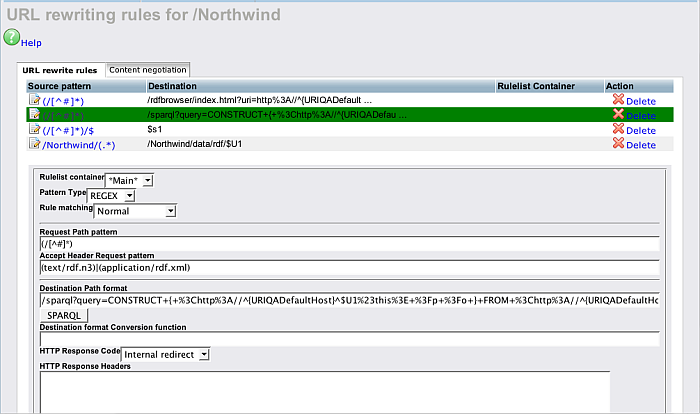 URL rewriting rules for /Northwind
Help
URL rewrite rules Content negotiation
Source pattern Destination Rulelist Container Action
(/[^#]*) /rdfbrowser/index.html?uri=http%3A//^{URIQADefault ... Delete
(/[^#]*) /sparql?query=CONSTRUCT+{+%3Chttp%3A//^{URIQADefau ... Delete
(/[^#]*)/$ $s1 Delete
/Northwind/(.*) /Northwind/data/rdf/$U1 Delete
Rulelist container *Main*
Pattern Type REGEX
Rule matching Normal
Request Path pattern
(/[^#]*)
Accept Header Request pattern
(text/rdf.n3)|(application/rdf.xml)
Destination Path format
/sparql?query=CONSTRUCT+{+%3Chttp%3A//^{URIQADefaultHost}^$U1%23this%3E+%3Fp+%3Fo+}+FROM+%3Chttp%3A//^{URIQADefaultHo
SPARQL
Destination format Conversion function
HTTP Response Code Internal redirect
HTTP Response Headers